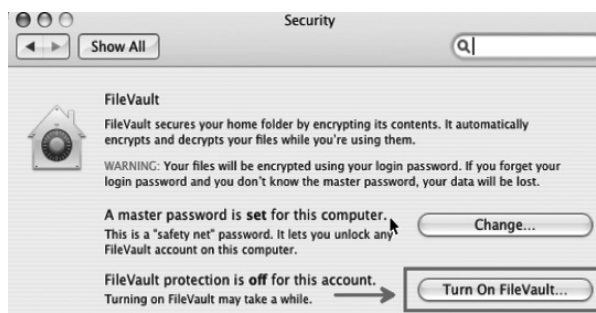 Security
Show All
FileVault
FileVault secures your home folder by encrypting its contents. It automatically
encrypts and decrypts your files while you're using them.
WARNING: Your files will be encrypted using your login password. If you forget your
login password and you don't know the master password, your data will be lost.
A master password is set for this computer.
This is a "safety net" password. It lets you unlock any
FileVault account on this computer.
Change...
FileVault protection is off for this account.
Turning on FileVault may take a while.
Turn On FileVault...